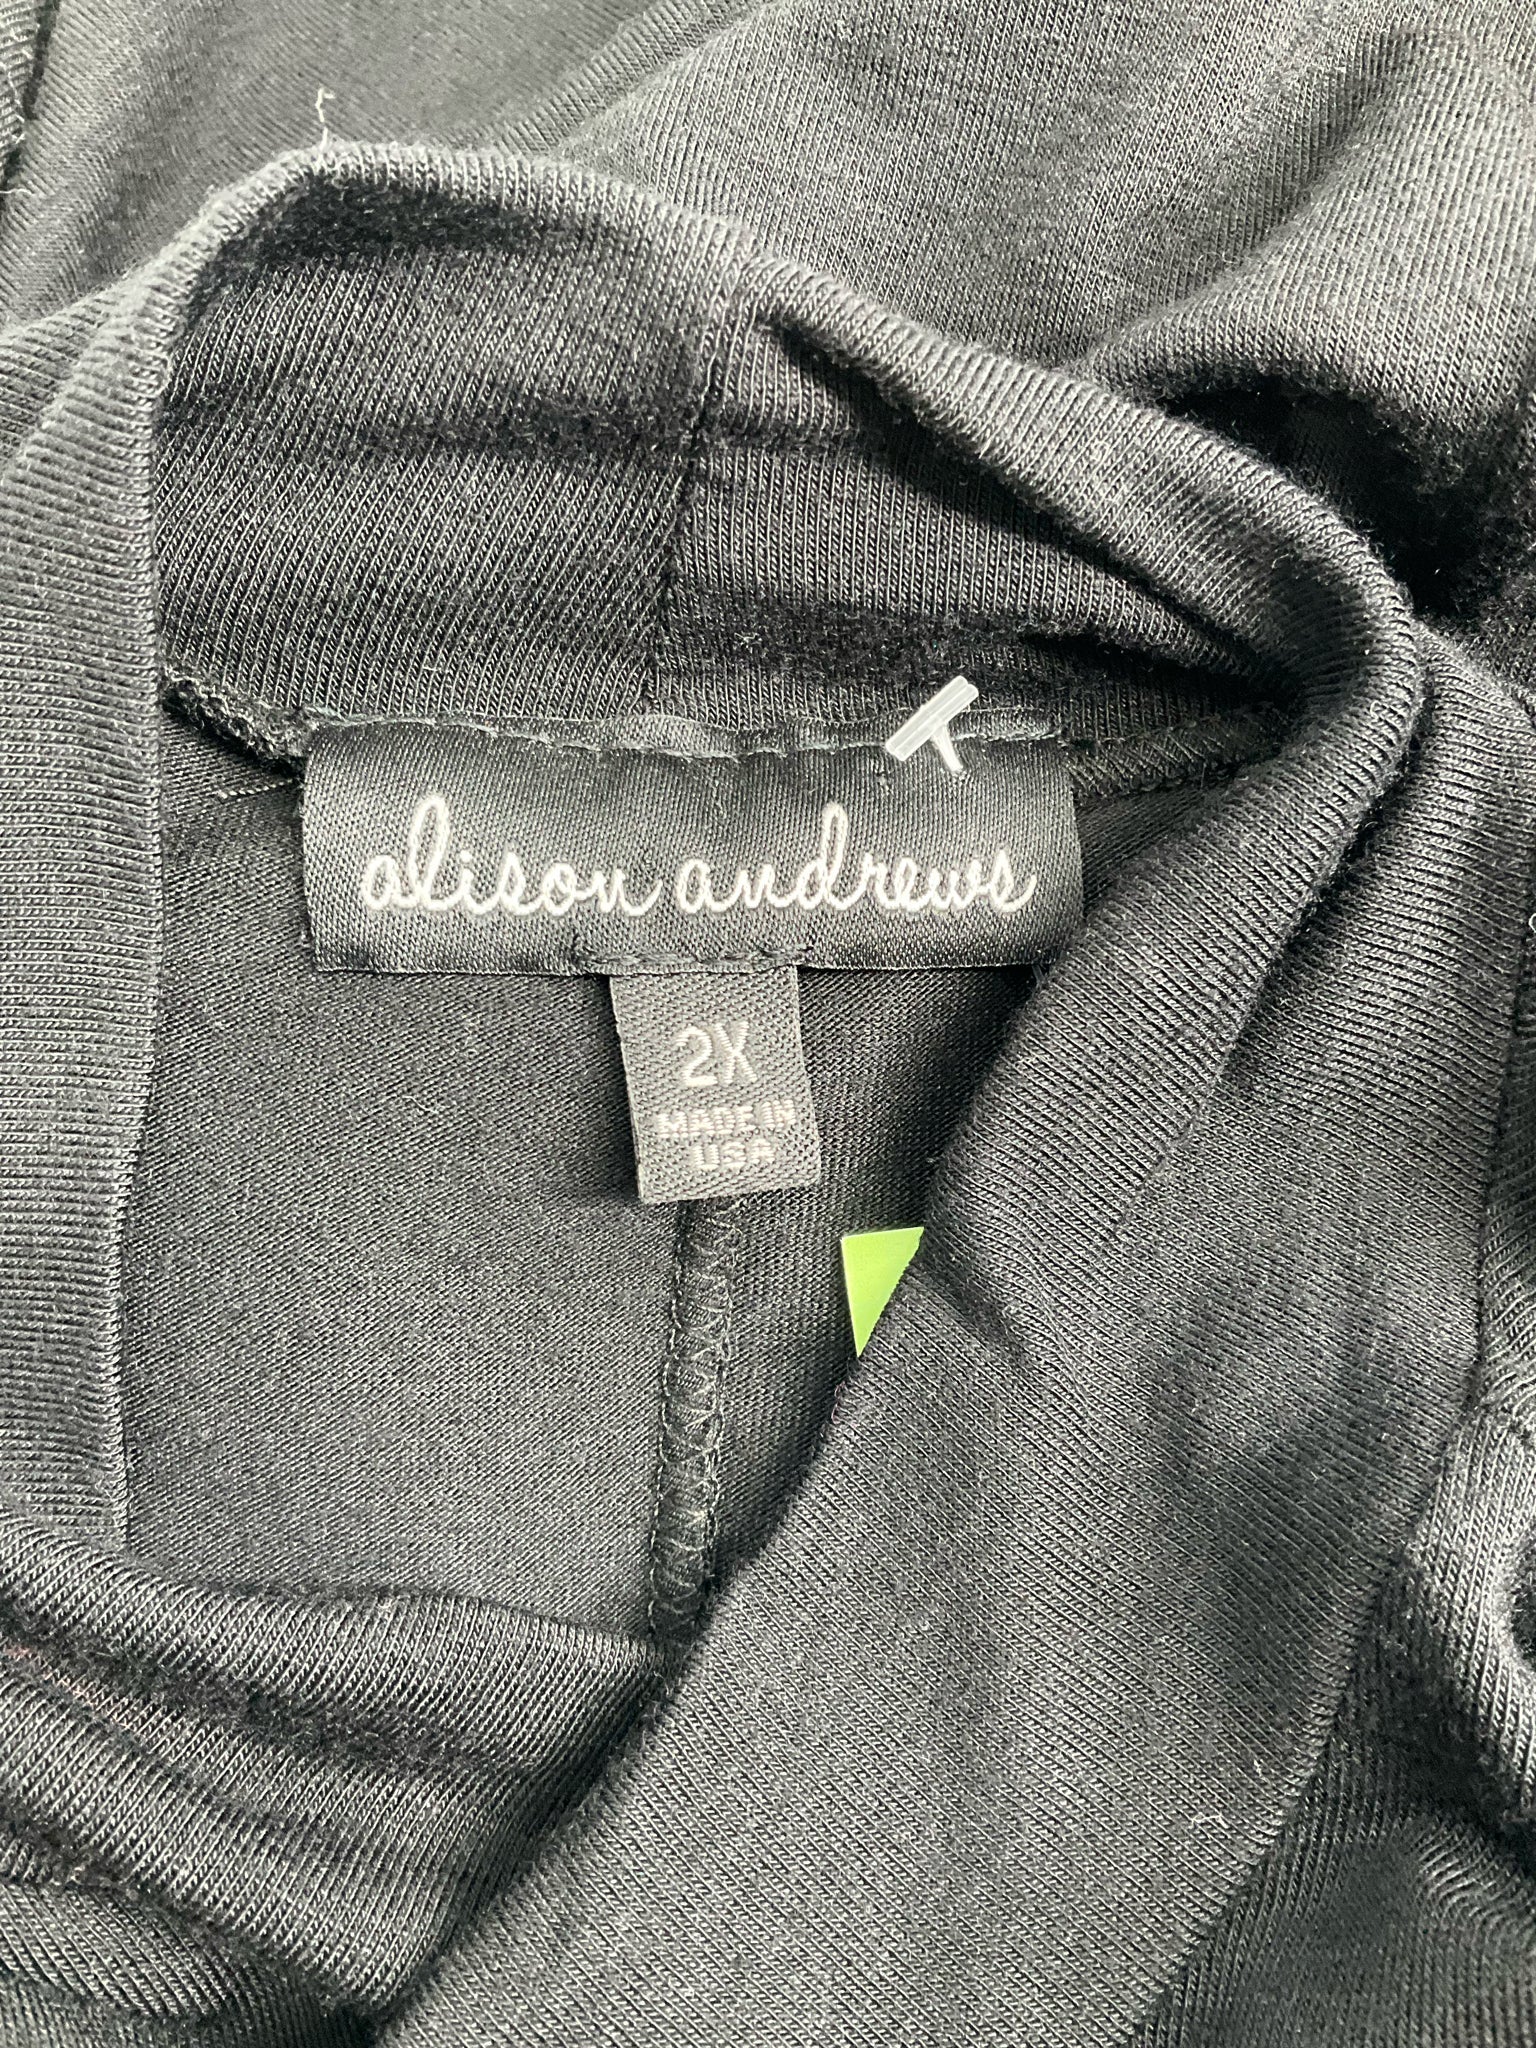 alison andrews
2X
MADE IN
USA